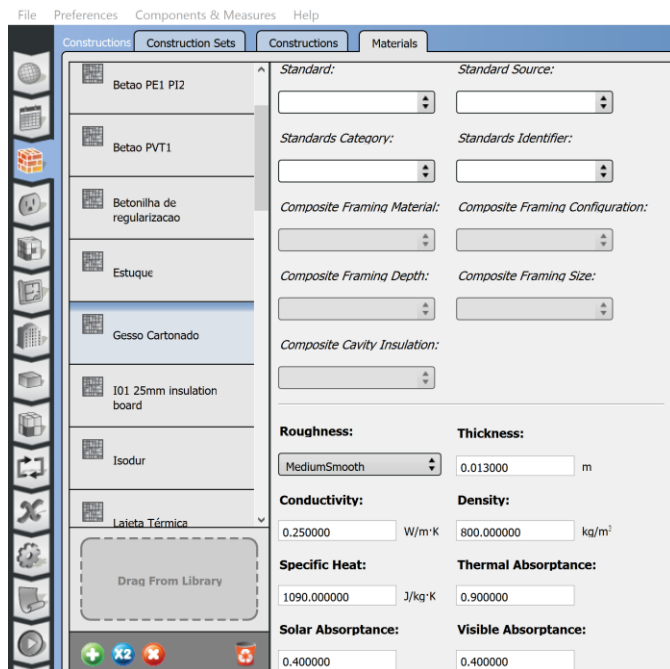 File Preferences Components & Measures Help
Constructions Construction Sets Constructions Materials
Betao PE1 PI2
Betao PVT1
Betonilha de
regularizacao
Estuque
Gesso Cartonado
I01 25mm insulation
board
Isodur
Lajeta Térmica
Drag From Library
X2
Standard: Standard Source:
Standards Category: Standards Identifier:
Composite Framing Material: Composite Framing Configuration:
Composite Framing Depth: Composite Framing Size:
Composite Cavity Insulation:
Roughness: Thickness:
MediumSmooth 0.013000 m
Conductivity: Density:
0.250000 W/m·K 800.000000 kg/m³
Specific Heat: Thermal Absorptance:
1090.000000 J/kg·K 0.900000
Solar Absorptance: Visible Absorptance:
0.400000 0.400000